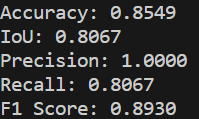 Accuracy: 0.8549
IoU: 0.8067
Precision: 1.0000
Recall: 0.8067
F1 Score: 0.8930